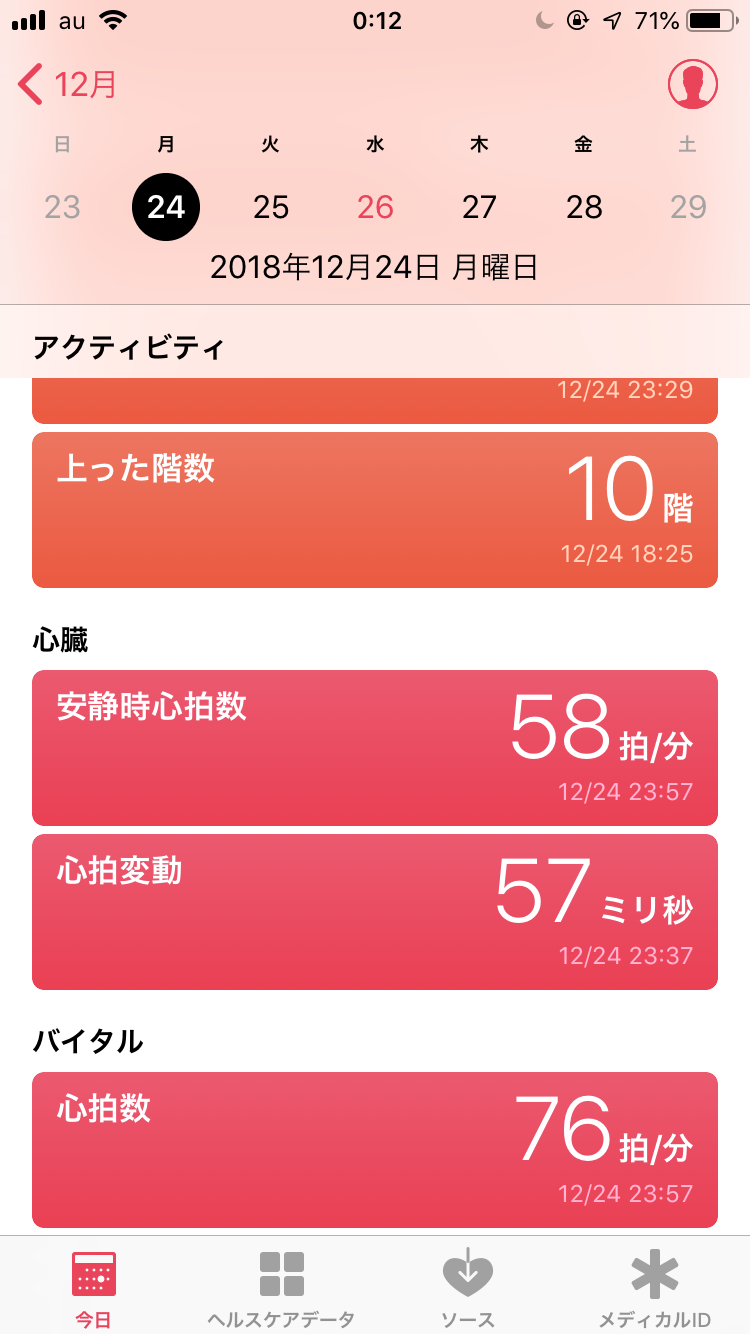 au 0:12 71%
12月
日 月 火 水 木 金 土
23 24 25 26 27 28 29
2018年12月24日 月曜日
アクティビティ
12/24 23:29
上った階数 10 階
12/24 18:25
心臓
安静時心拍数 58 拍/分
12/24 23:57
心拍変動 57 ミリ秒
12/24 23:37
バイタル
心拍数 76 拍/分
12/24 23:57
今日 ヘルスケアデータ ソース メディカルID